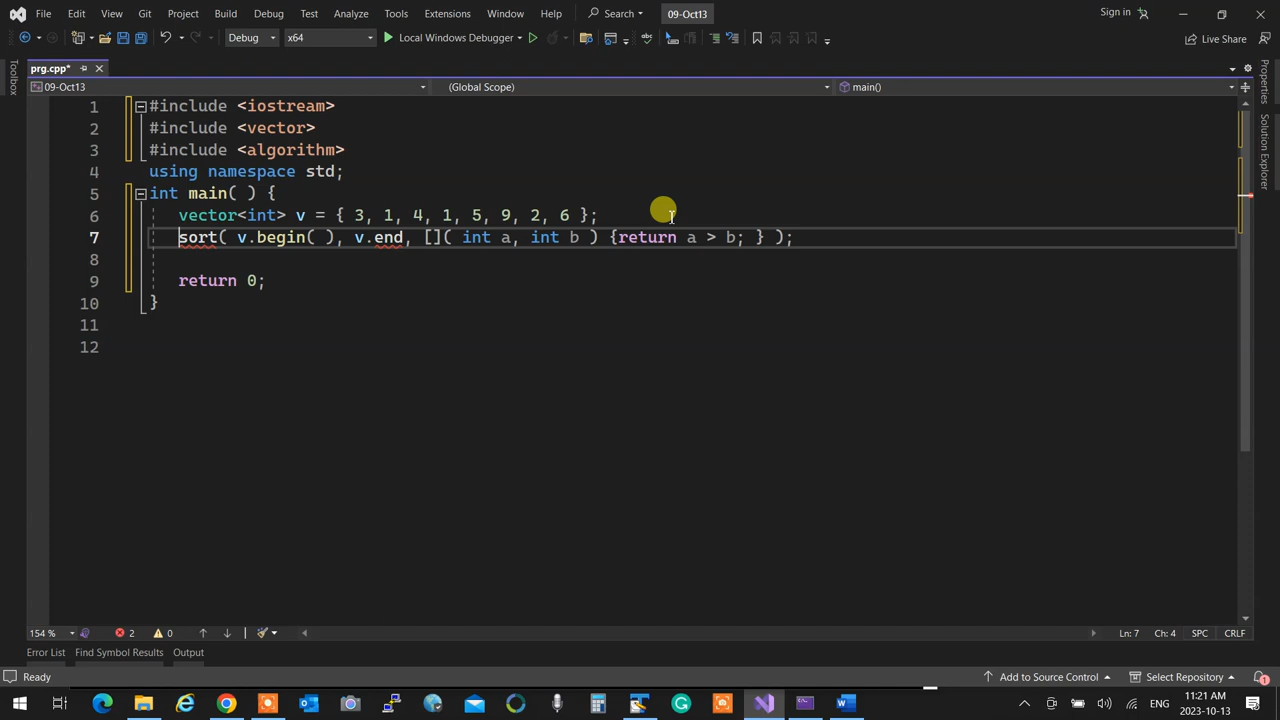 File Edit View Git Project Build Debug Test Analyze Tools Extensions Window Help Search 09-Oct13 Sign in
Debug x64 Local Windows Debugger Live Share
prg.cpp*
09-Oct13 (Global Scope) main()
1 #include <iostream>
2 #include <vector>
3 #include <algorithm>
4 using namespace std;
5 int main( ) {
6 vector<int> v = { 3, 1, 4, 1, 5, 9, 2, 6 };
7 sort( v.begin( ), v.end, []( int a, int b ) {return a > b; } );
8
9 return 0;
10 }
11
12
Toolbox
Properties
Solution Explorer
154 % 2 0 Ln: 7 Ch: 4 SPC CRLF
Error List Find Symbol Results Output
Ready Add to Source Control Select Repository 1
ENG 11:21 AM
2023-10-13